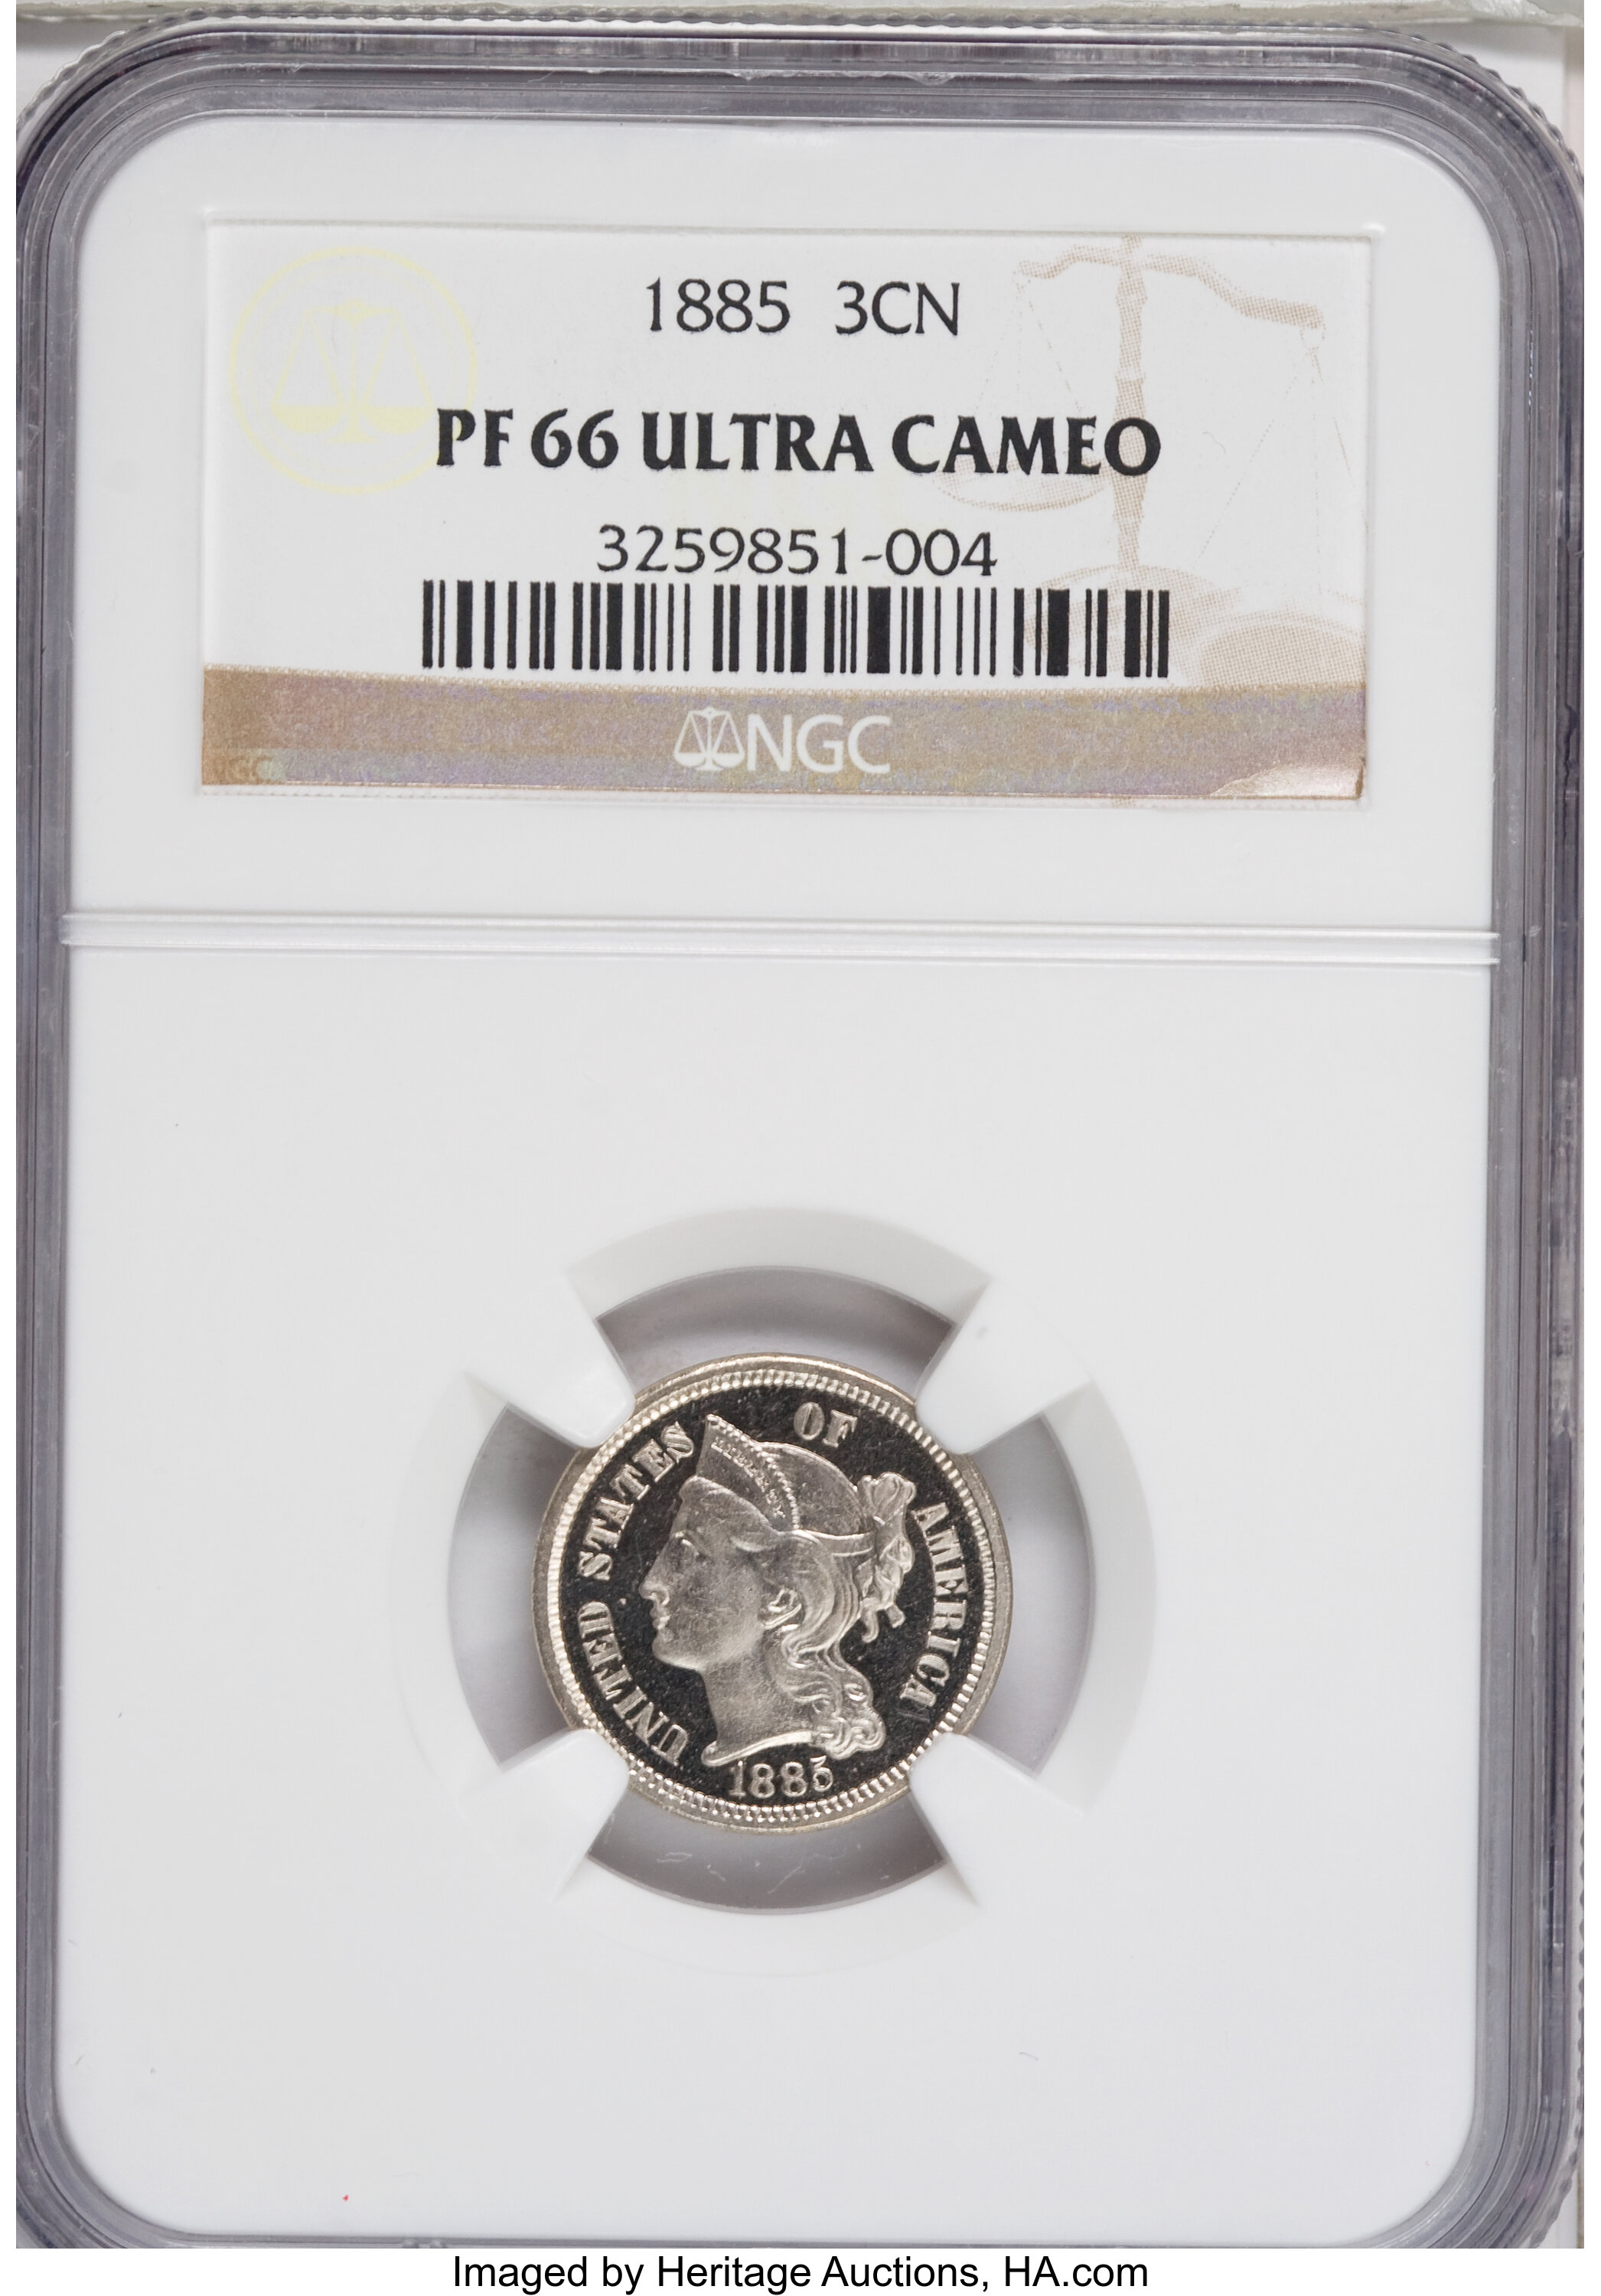 1885 3CN
PF 66 ULTRA CAMEO
3259851-004
NGC
UNITED STATES OF AMERICA
LIBERTY
1885
Imaged by Heritage Auctions, HA.com